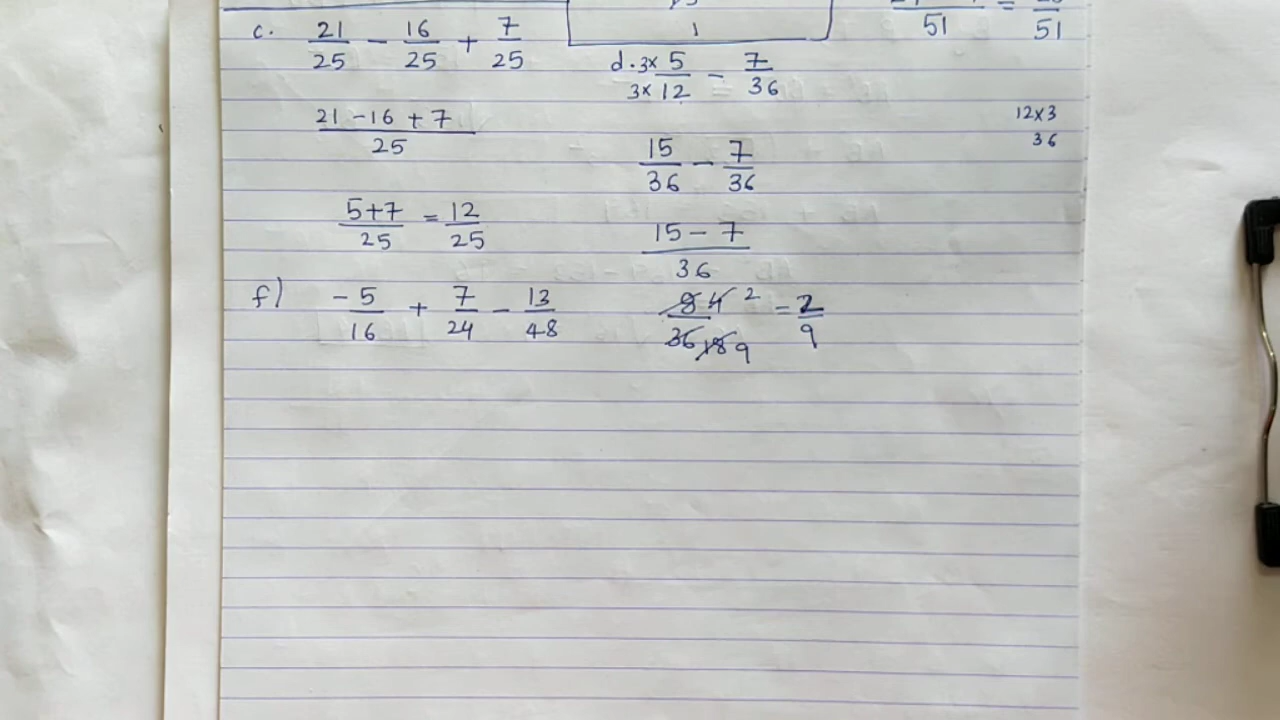 51 = 51
c. 21/25 - 16/25 + 7/25
21 - 16 + 7 / 25
5+7/25 = 12/25
d. 3× 5/3× 12 - 7/36
15/36 - 7/36
15 - 7 / 36
8 4 2 / 36 18 9 = 2/9
12×3
36
f) -5/16 + 7/24 - 13/48